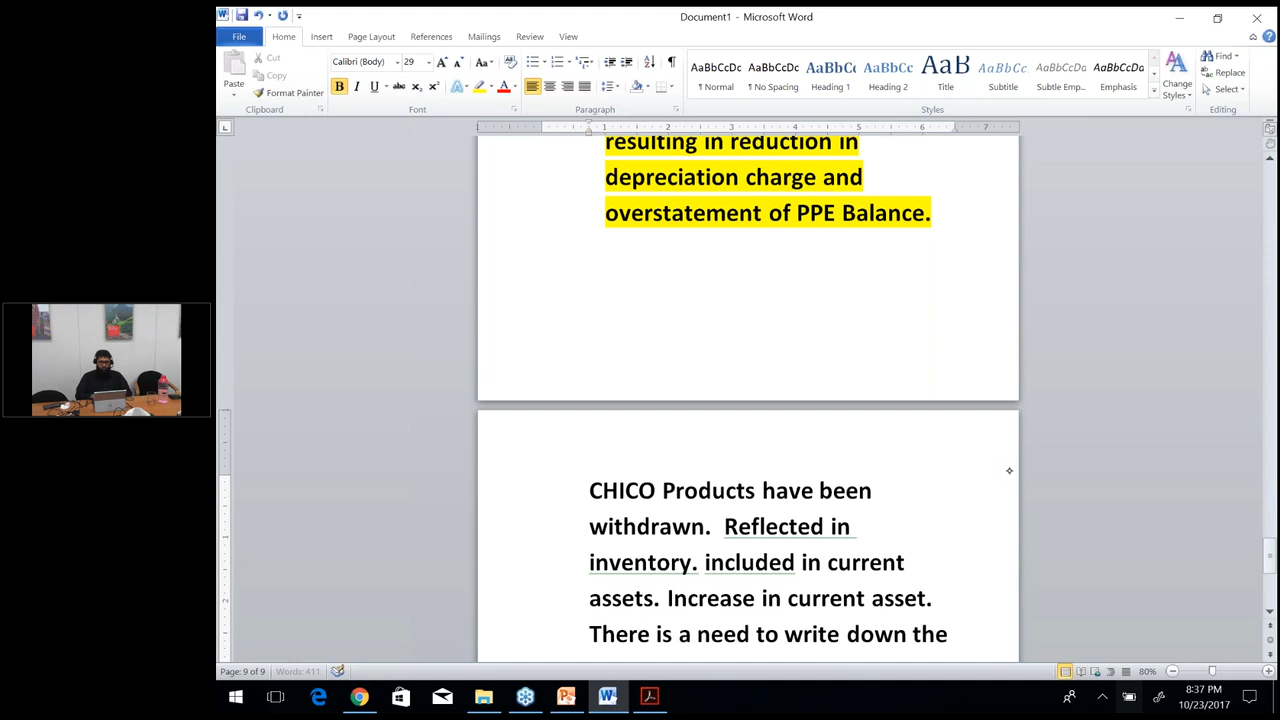 Document1 - Microsoft Word
File Home Insert Page Layout References Mailings Review View
Paste
Cut
Copy
Format Painter
Clipboard
Calibri (Body) 29
Font
Paragraph
AaBbCcDc AaBbCcDc AaBbCc AaBbCc AaB AaBbCc. AaBbCcDc AaBbCcDc
¶ Normal ¶ No Spacing Heading 1 Heading 2 Title Subtitle Subtle Emp... Emphasis
Change Styles
Styles
Find
Replace
Select
Editing
resulting in reduction in
depreciation charge and
overstatement of PPE Balance.
CHICO Products have been
withdrawn. Reflected in
inventory. included in current
assets. Increase in current asset.
There is a need to write down the
Page: 9 of 9 Words: 411 80%
8:37 PM
10/23/2017